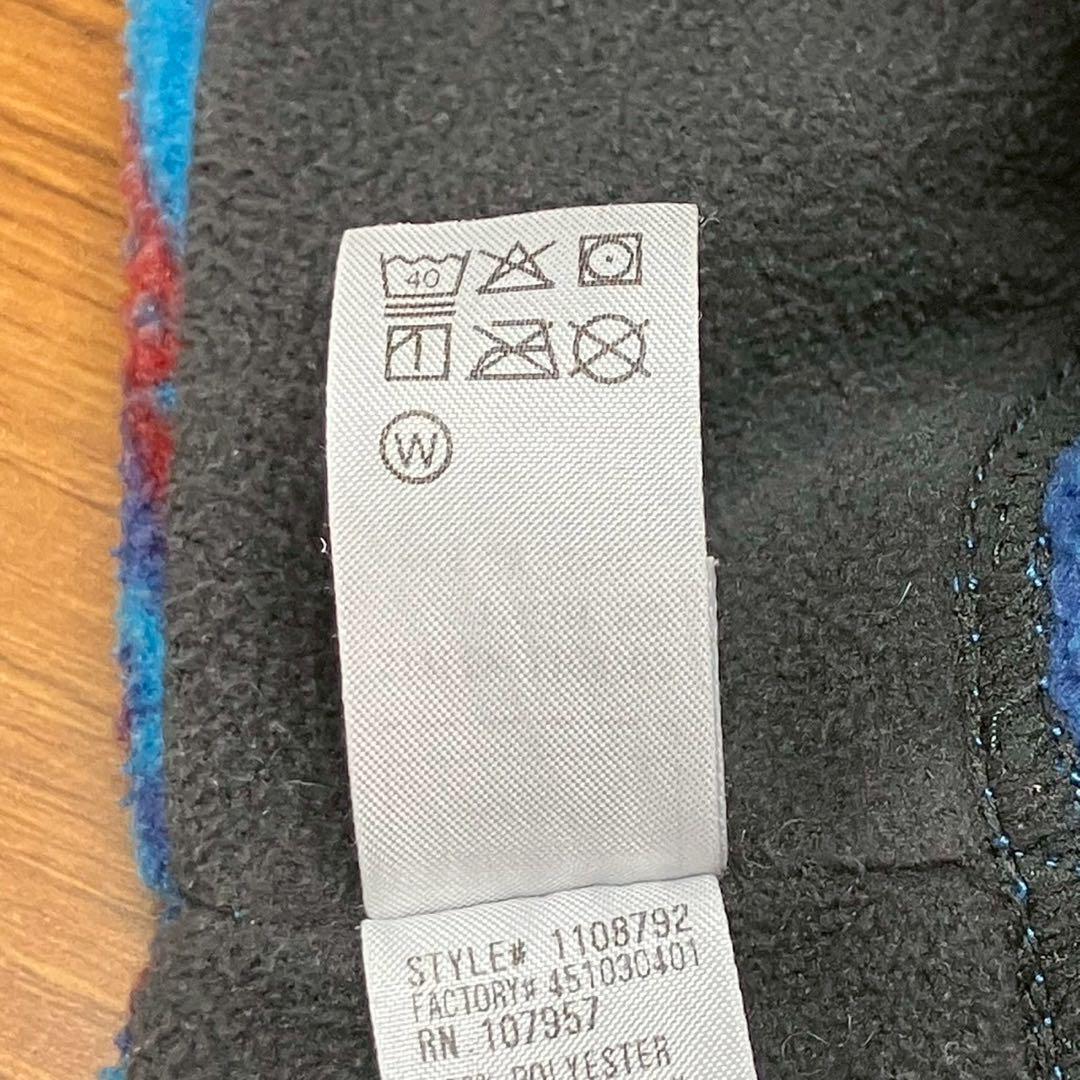 40
W
STYLE# 1108792
FACTORY# 451030401
RN 107957
POLYESTER